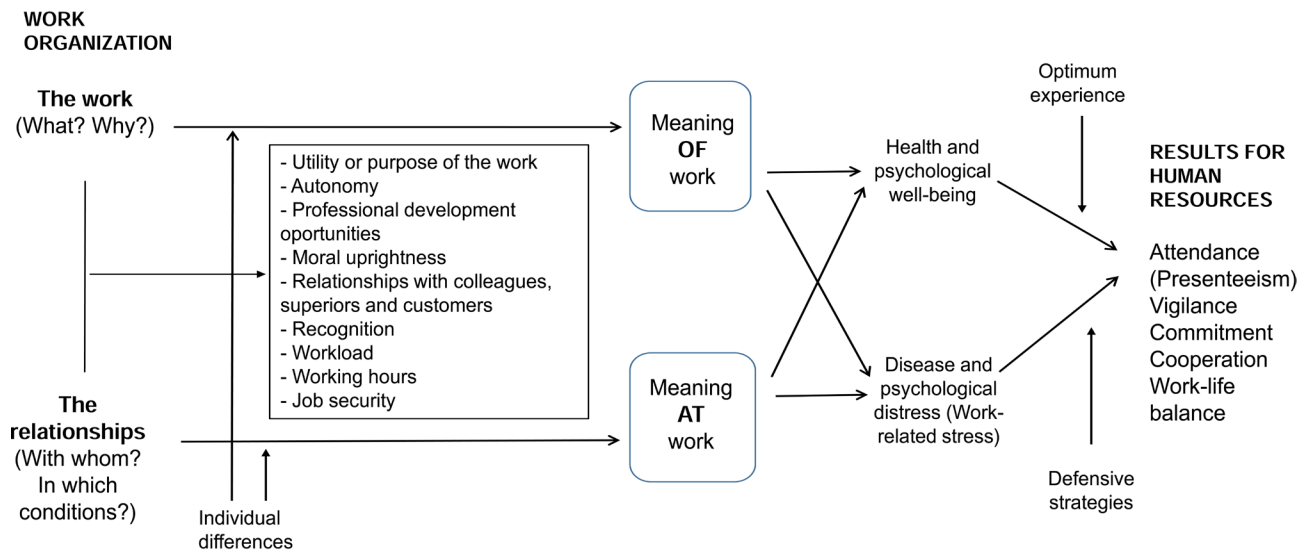 WORK
ORGANIZATION
The work
(What? Why?)
- Utility or purpose of the work
- Autonomy
- Professional development
oportunities
- Moral uprightness
- Relationships with colleagues,
superiors and customers
- Recognition
- Workload
- Working hours
- Job security
The
relationships
(With whom?
In which
conditions?)
Individual
differences
Meaning
OF
work
Meaning
AT
work
Health and
psychological
well-being
Disease and
psychological
distress (Work-
related stress)
Optimum
experience
Defensive
strategies
RESULTS FOR
HUMAN
RESOURCES
Attendance
(Presenteeism)
Vigilance
Commitment
Cooperation
Work-life
balance